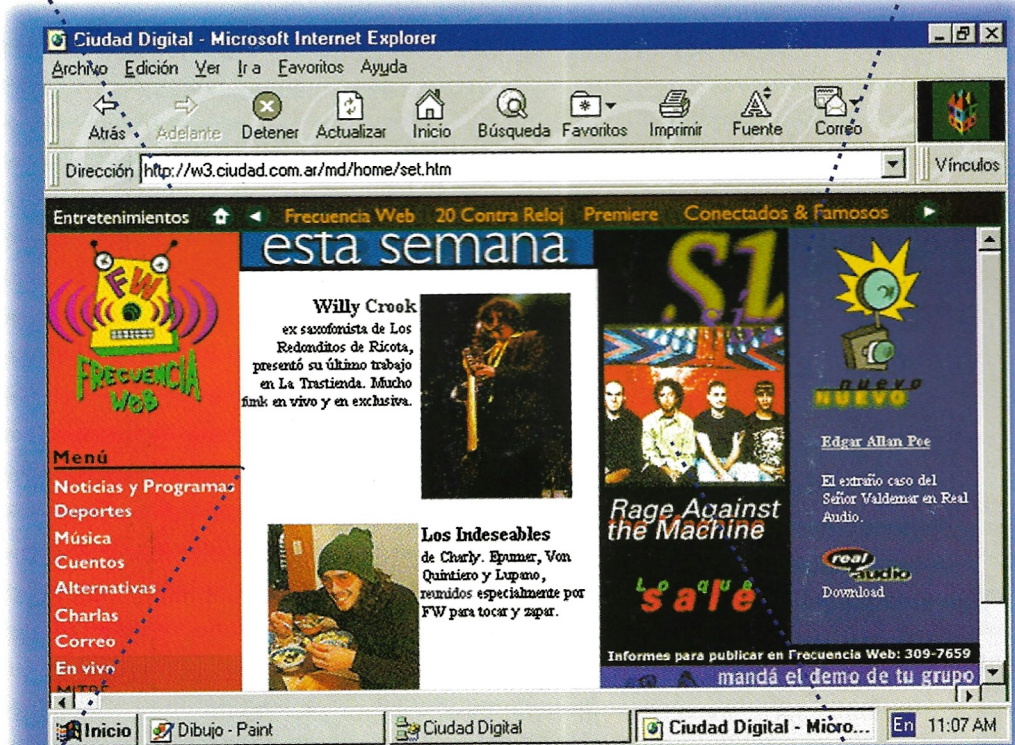 Ciudad Digital - Microsoft Internet Explorer
Archivo Edición Ver Ir a Favoritos Ayuda
Atrás Adelante Detener Actualizar Inicio Búsqueda Favoritos Imprimir Fuente Correo
Dirección http://w3.ciudad.com.ar/md/home/set.htm Vínculos
Entretenimientos Frecuencia Web 20 Contra Reloj Premiere Conectados & Famosos
FW
FRECUENCIA
WEB
Menú
Noticias y Programas
Deportes
Música
Cuentos
Alternativas
Charlas
Correo
En vivo
MITRE
esta semana
Willy Crook
ex saxofonista de Los
Redonditos de Ricota,
presentó su último trabajo
en La Trastienda. Mucho
funk en vivo y en exclusiva.
Los Indeseables
de Charly. Epumer, Von
Quintiero y Lupano,
reunidos especialmente por
FW para tocar y zapar.
Rage Against
the Machine
Lo que
sale
nuevo
NUEVO
Edgar Allan Poe
El extraño caso del
Señor Valdemar en Real
Audio.
real
audio
Download
Informes para publicar en Frecuencia Web: 309-7659
mandá el demo de tu grupo
Inicio Dibujo - Paint Ciudad Digital Ciudad Digital - Micro... En 11:07 AM